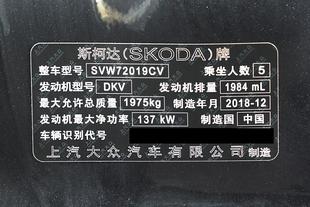 斯柯达(SKODA)牌
整车型号 SVW72019CV 乘坐人数 5
发动机型号 DKV 发动机排量 1984 mL
最大允许总质量 1975kg 制造年月 2018-12
发动机最大净功率 137 kW 制造国 中国
车辆识别代号
上汽大众汽车有限公司 制造